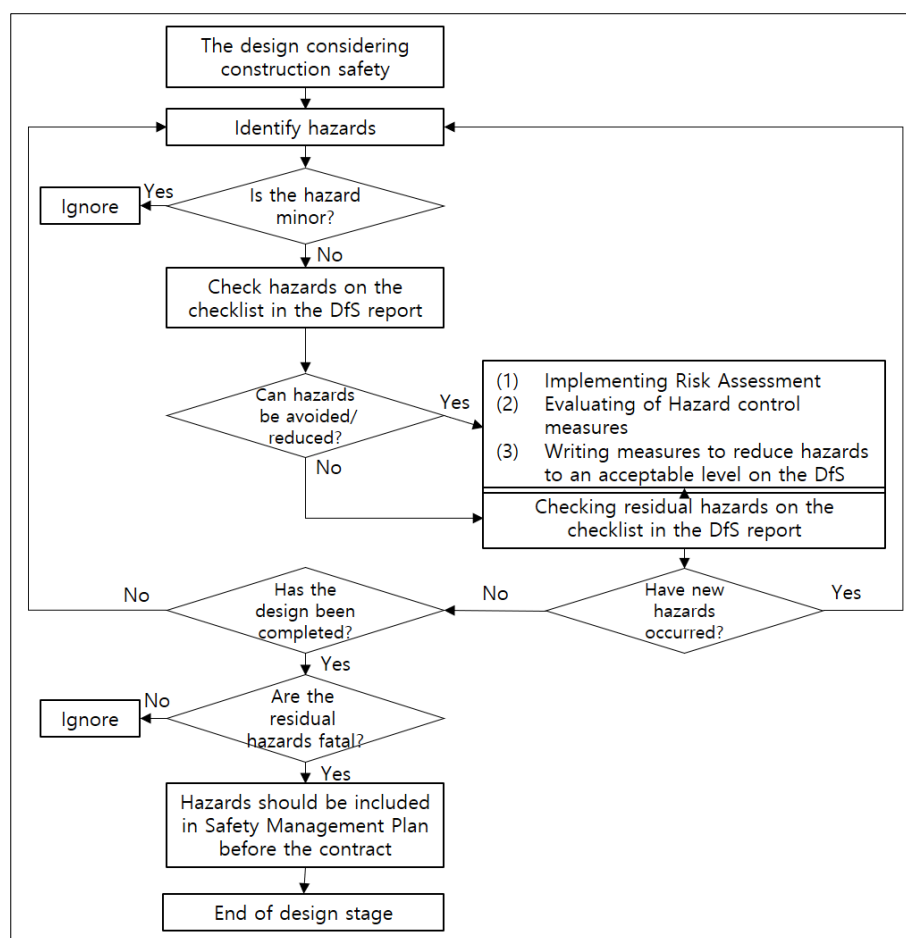 The design considering
construction safety
Identify hazards
Is the hazard
minor?
Yes
Ignore
No
Check hazards on the
checklist in the DfS report
Can hazards
be avoided/
reduced?
Yes
(1) Implementing Risk Assessment
(2) Evaluating of Hazard control
measures
(3) Writing measures to reduce hazards
to an acceptable level on the DfS
No
Checking residual hazards on the
checklist in the DfS report
Have new
hazards
occurred?
Yes
No
Has the
design been
completed?
No
Yes
Are the
residual
hazards fatal?
No
Ignore
Yes
Hazards should be included
in Safety Management Plan
before the contract
End of design stage